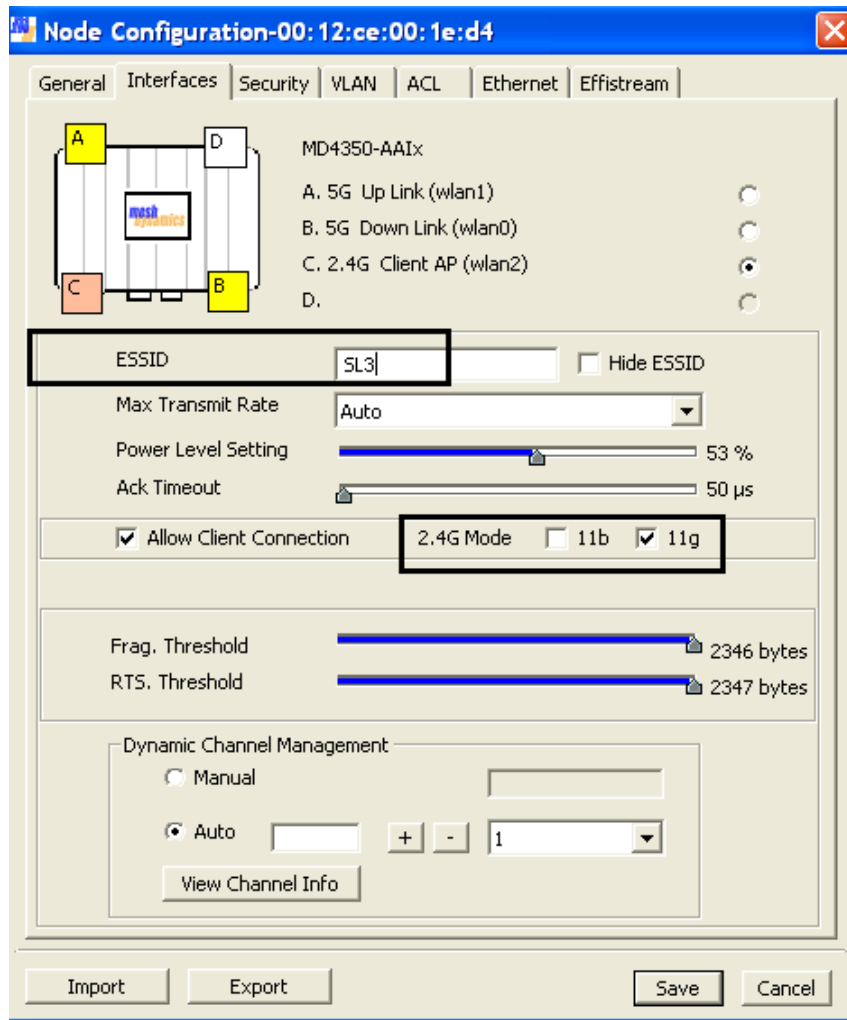 Node Configuration-00:12:ce:00:1e:d4
General Interfaces Security VLAN ACL Ethernet Effistream
A D
mesh dynamics
C B
MD4350-AAIx
A. 5G Up Link (wlan1)
B. 5G Down Link (wlan0)
C. 2.4G Client AP (wlan2)
D.
ESSID SL3 Hide ESSID
Max Transmit Rate Auto
Power Level Setting 53 %
Ack Timeout 50 µs
Allow Client Connection 2.4G Mode 11b 11g
Frag. Threshold 2346 bytes
RTS. Threshold 2347 bytes
Dynamic Channel Management
Manual
Auto + - 1
View Channel Info
Import Export Save Cancel